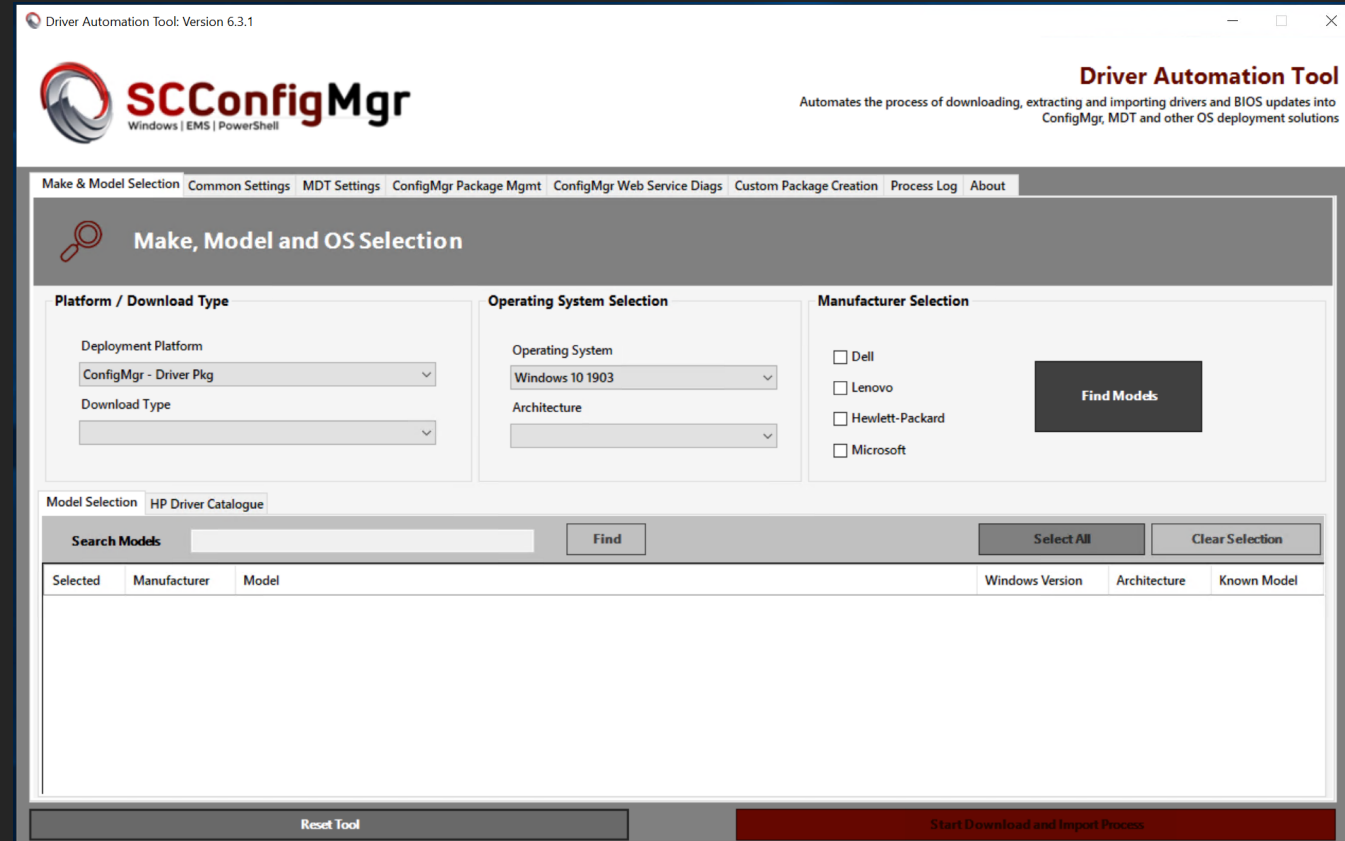 Driver Automation Tool: Version 6.3.1
SCConfigMgr
Windows | EMS | PowerShell
Driver Automation Tool
Automates the process of downloading, extracting and importing drivers and BIOS updates into
ConfigMgr, MDT and other OS deployment solutions
Make & Model Selection Common Settings MDT Settings ConfigMgr Package Mgmt ConfigMgr Web Service Diags Custom Package Creation Process Log About
Make, Model and OS Selection
Platform / Download Type
Deployment Platform
ConfigMgr - Driver Pkg
Download Type
Operating System Selection
Operating System
Windows 10 1903
Architecture
Manufacturer Selection
Dell
Lenovo
Hewlett-Packard
Microsoft
Find Models
Model Selection HP Driver Catalogue
Search Models Find Select All Clear Selection
Selected Manufacturer Model Windows Version Architecture Known Model
Reset Tool Start Download and Import Process